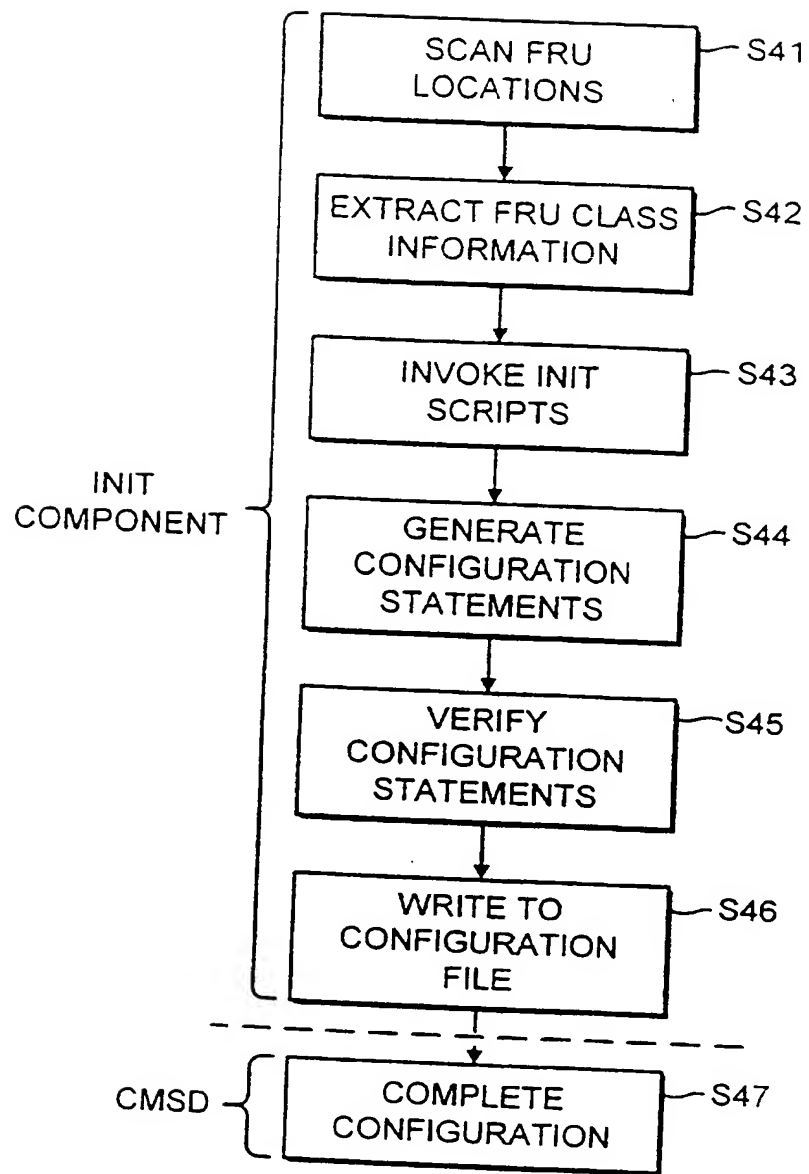 SCAN FRU
LOCATIONS
S41
EXTRACT FRU CLASS
INFORMATION
S42
INVOKE INIT
SCRIPTS
S43
INIT
COMPONENT
GENERATE
CONFIGURATION
STATEMENTS
S44
VERIFY
CONFIGURATION
STATEMENTS
S45
WRITE TO
CONFIGURATION
FILE
S46
CMSD
COMPLETE
CONFIGURATION
S47